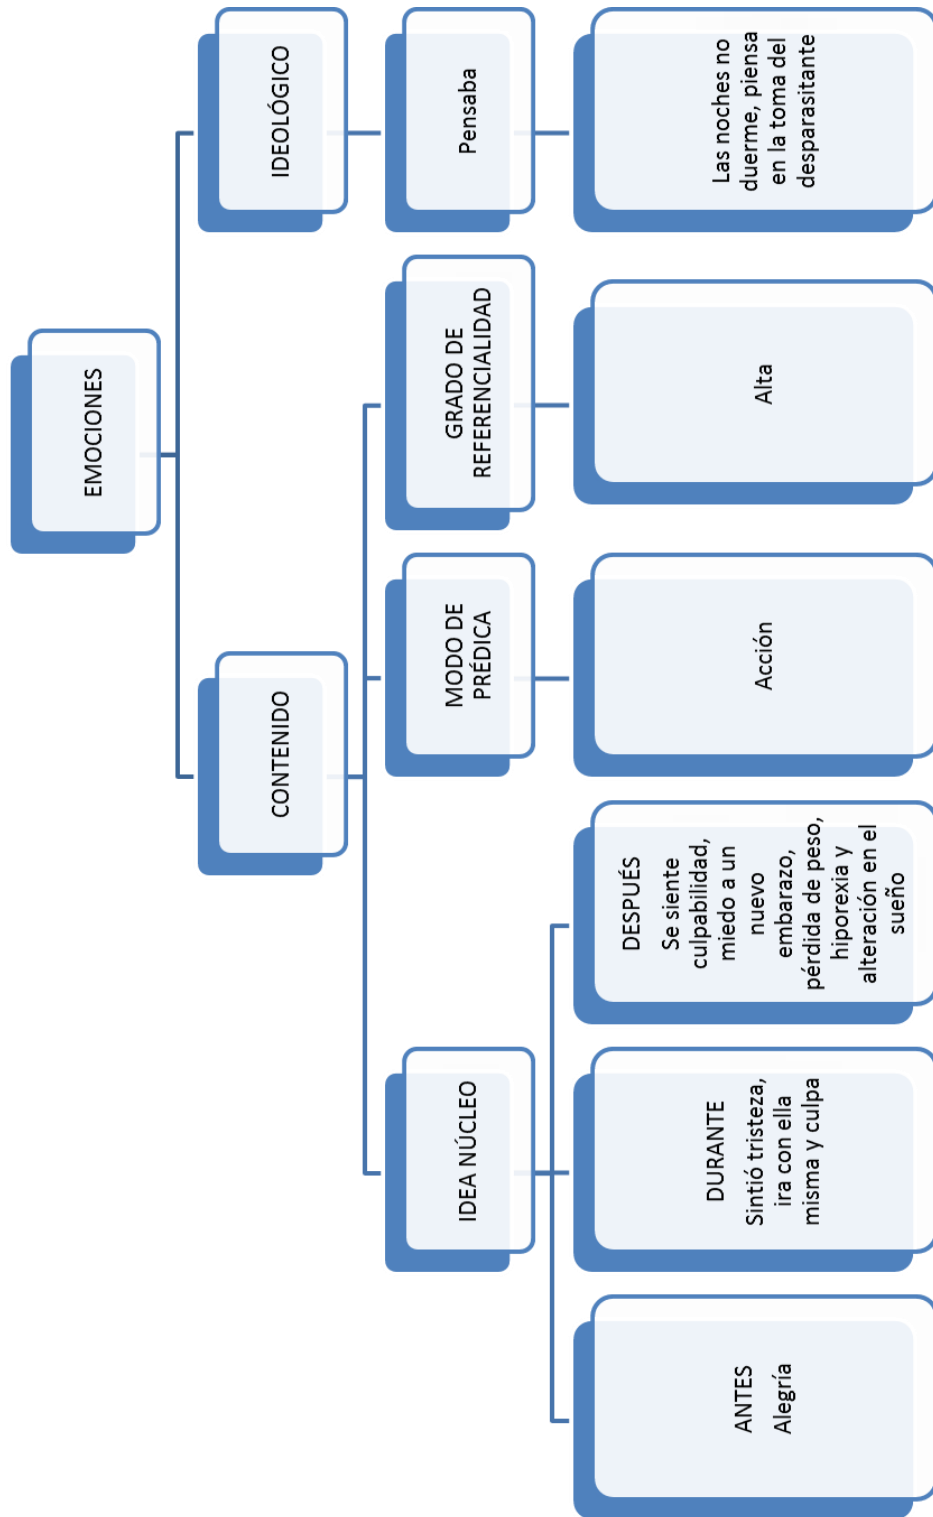 EMOCIONES
CONTENIDO
IDEOLÓGICO
IDEA NÚCLEO
MODO DE
PRÉDICA
GRADO DE
REFERENCIALIDAD
Pensaba
ANTES
Alegría
DURANTE
Sintió tristeza,
ira con ella
misma y culpa
DESPUÉS
Se siente
culpabilidad,
miedo a un
nuevo
embarazo,
pérdida de peso,
hiporexia y
alteración en el
sueño
Acción
Alta
Las noches no
duerme, piensa
en la toma del
desparasitante